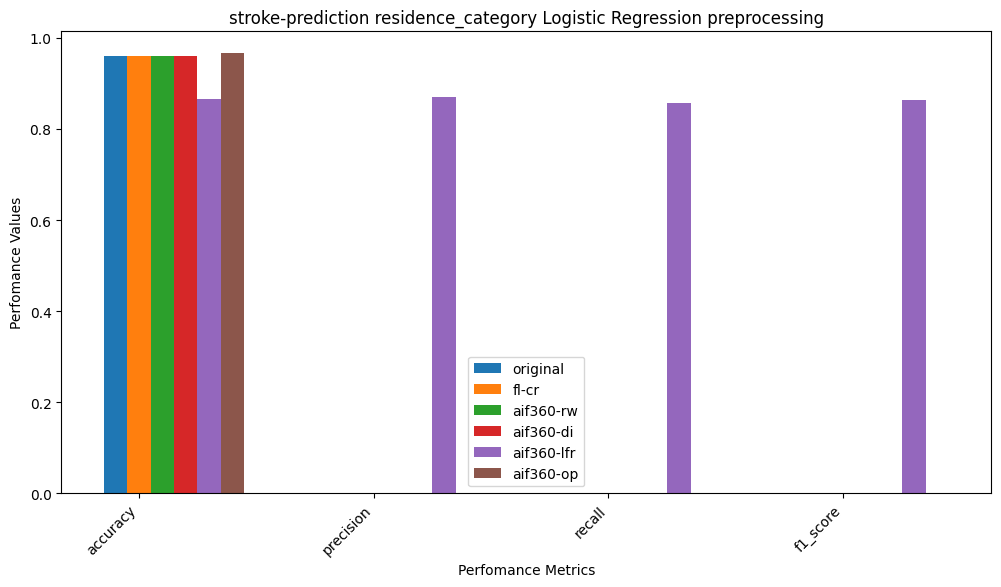 stroke-prediction residence_category Logistic Regression preprocessing
1.0
0.8
0.6
0.4
0.2
0.0
Perfomance Values
original
fl-cr
aif360-rw
aif360-di
aif360-lfr
aif360-op
accuracy
precision
recall
f1_score
Perfomance Metrics